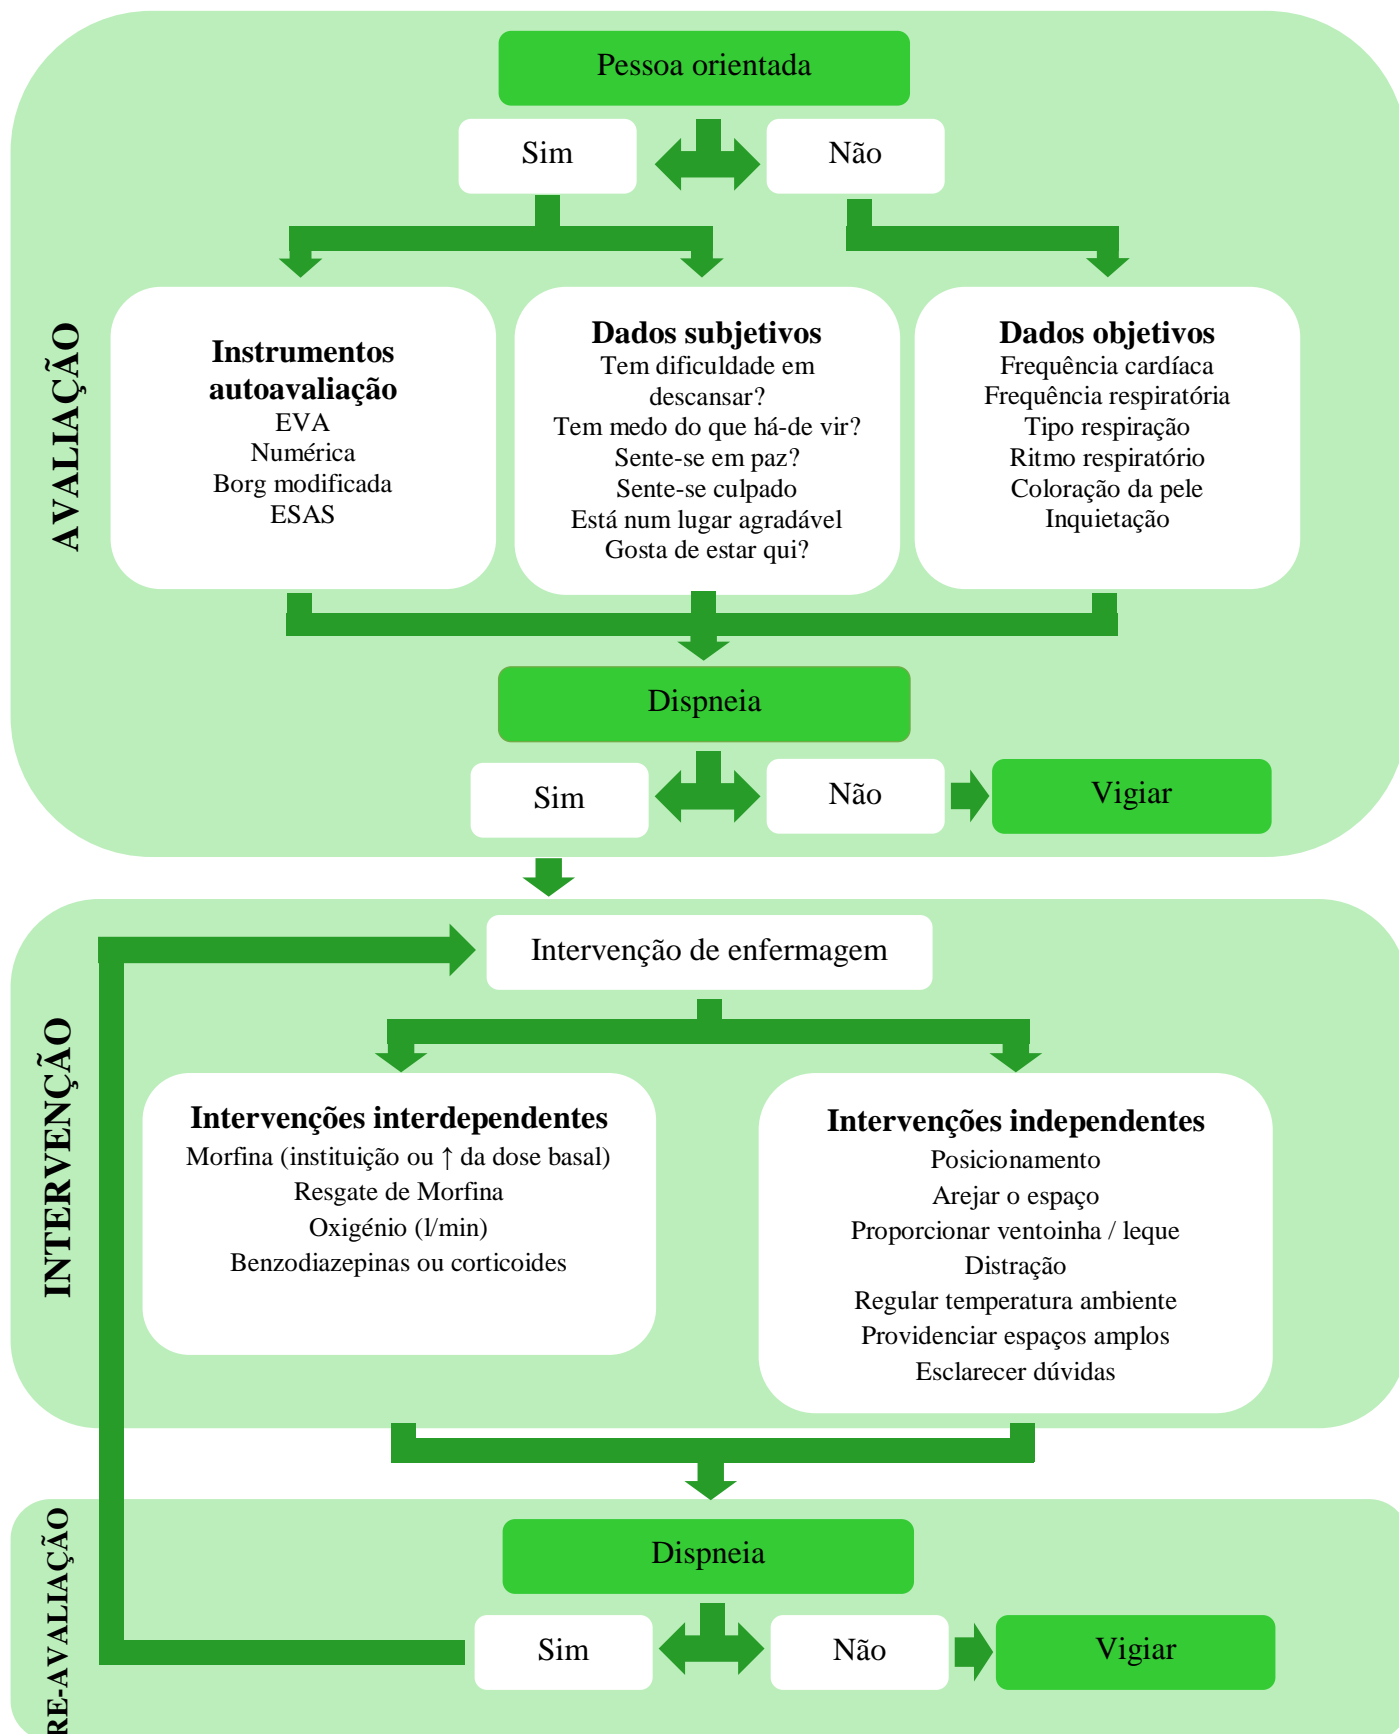 Pessoa orientada
Sim
Não
AVALIAÇÃO
Instrumentos
autoavaliação
EVA
Numérica
Borg modificada
ESAS
Dados subjetivos
Tem dificuldade em
descansar?
Tem medo do que há-de vir?
Sente-se em paz?
Sente-se culpado
Está num lugar agradável
Gosta de estar qui?
Dados objetivos
Frequência cardíaca
Frequência respiratória
Tipo respiração
Ritmo respiratório
Coloração da pele
Inquietação
Dispneia
Sim
Não
Vigiar
INTERVENÇÃO
Intervenção de enfermagem
Intervenções interdependentes
Morfina (instituição ou ↑ da dose basal)
Resgate de Morfina
Oxigénio (l/min)
Benzodiazepinas ou corticoides
Intervenções independentes
Posicionamento
Arejar o espaço
Proporcionar ventoinha / leque
Distração
Regular temperatura ambiente
Providenciar espaços amplos
Esclarecer dúvidas
RE-AVALIAÇÃO
Dispneia
Sim
Não
Vigiar